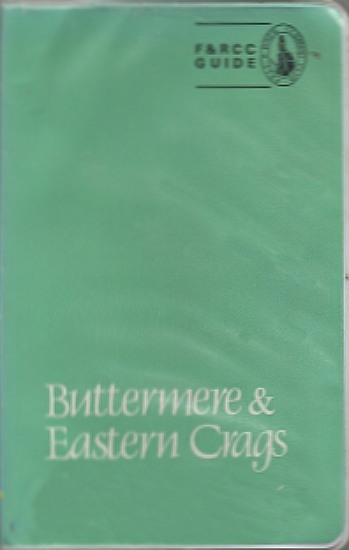 F&RCC
GUIDE
Buttermere &
Eastern Crags